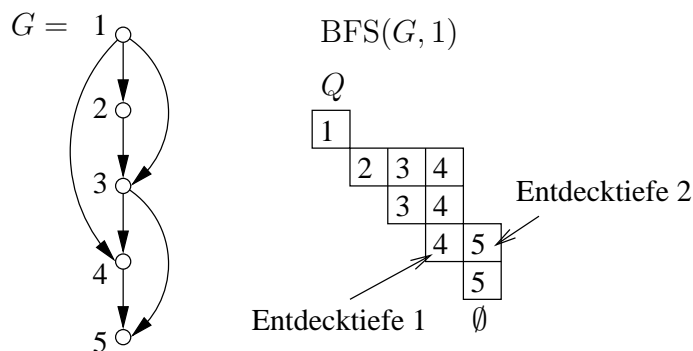 G = 1
BFS(G, 1)
2
3
4
5
Q
1
2 3 4
3 4
4 5
5
∅
Entdecktiefe 2
Entdecktiefe 1